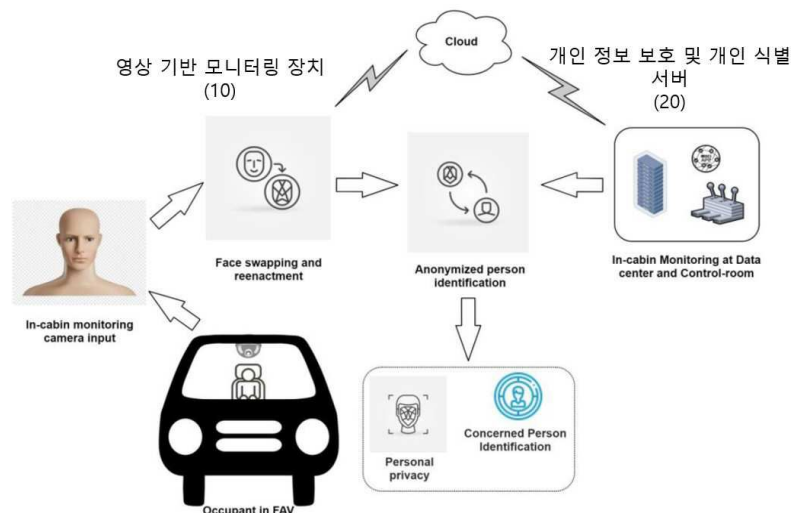 Cloud
영상 기반 모니터링 장치
(10)
개인 정보 보호 및 개인 식별
서버
(20)
Face swapping and
reenactment
Anonymized person
identification
In-cabin Monitoring at Data
center and Control-room
In-cabin monitoring
camera input
Occupant in FAV
Personal
privacy
Concerned Person
Identification